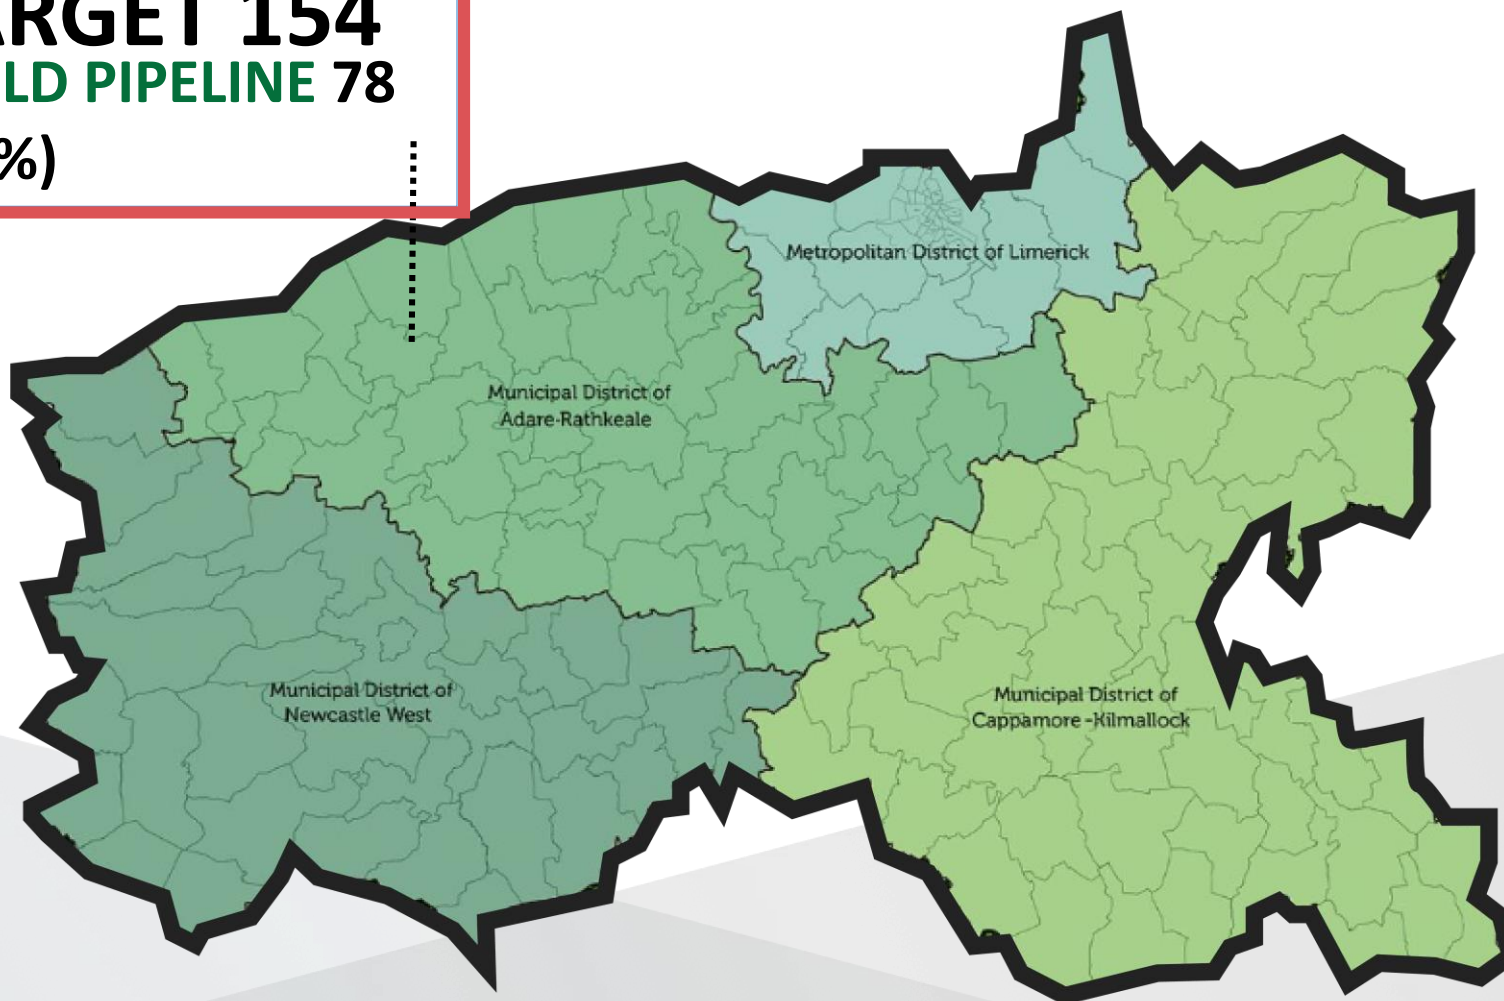 ARGET 154
LD PIPELINE 78
%)
Metropolitan District of Limerick
Municipal District of
Adare-Rathkeale
Municipal District of
Newcastle West
Municipal District of
Cappamore -Kilmallock